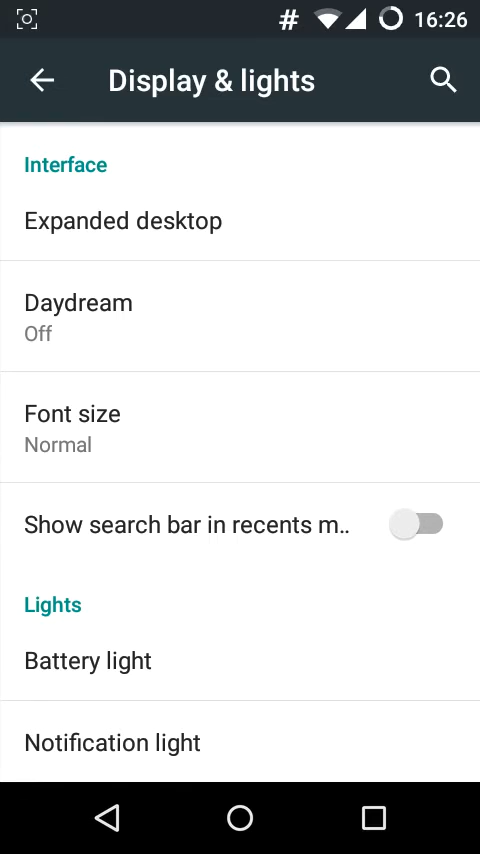 # 16:26
Display & lights
Interface
Expanded desktop
Daydream
Off
Font size
Normal
Show search bar in recents m..
Lights
Battery light
Notification light